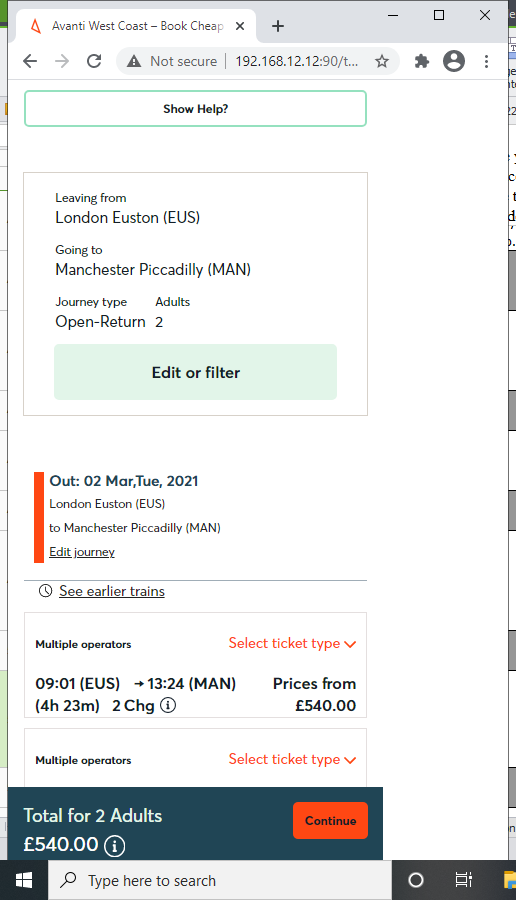 Avanti West Coast – Book Cheap
Not secure
192.168.12.12:90/t...
Show Help?
Leaving from
London Euston (EUS)
Going to
Manchester Piccadilly (MAN)
Journey type Adults
Open-Return 2
Edit or filter
Out: 02 Mar,Tue, 2021
London Euston (EUS)
to Manchester Piccadilly (MAN)
Edit journey
See earlier trains
Multiple operators Select ticket type
09:01 (EUS) → 13:24 (MAN) Prices from
(4h 23m) 2 Chg £540.00
Multiple operators Select ticket type
Total for 2 Adults
£540.00
Continue
Type here to search